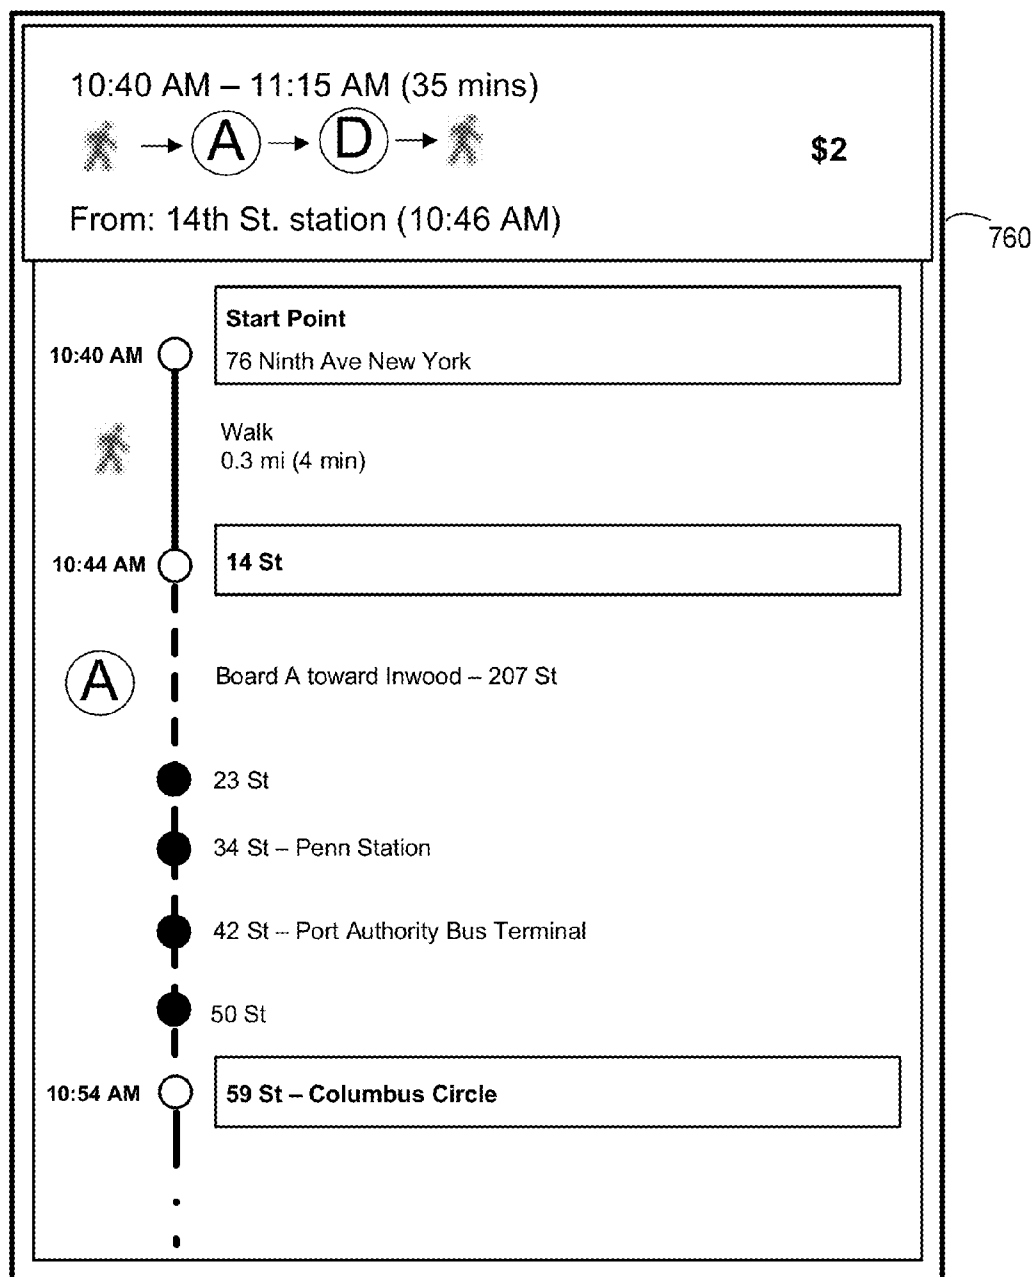 10:40 AM – 11:15 AM (35 mins)
A D
$2
From: 14th St. station (10:46 AM)
760
Start Point
10:40 AM
76 Ninth Ave New York
Walk
0.3 mi (4 min)
10:44 AM
14 St
A
Board A toward Inwood – 207 St
23 St
34 St – Penn Station
42 St – Port Authority Bus Terminal
50 St
10:54 AM
59 St – Columbus Circle